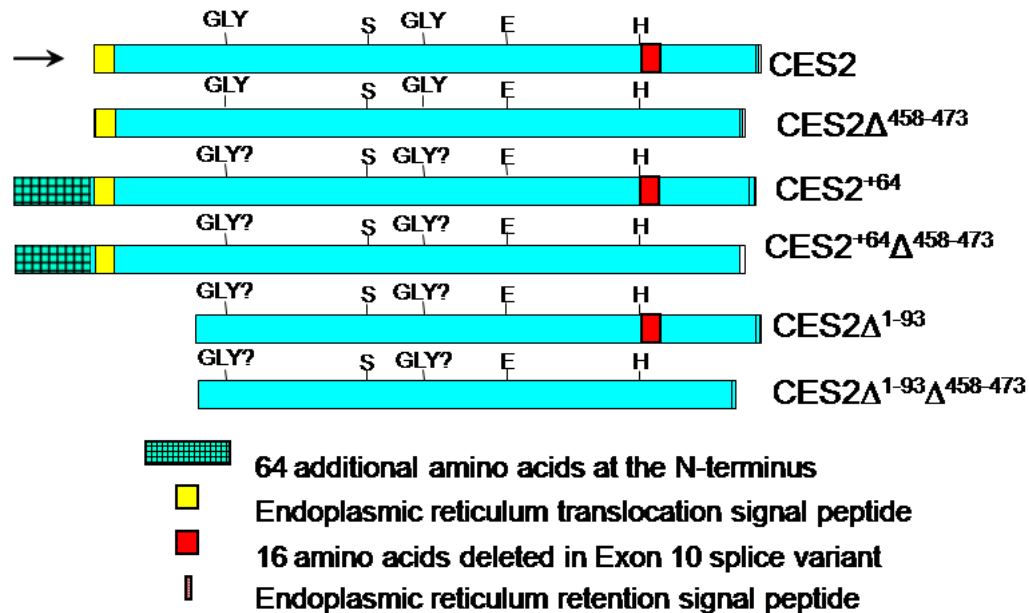 GLY S GLY E H
CES2
GLY S GLY E H
CES2Δ458-473
GLY? S GLY? E H
CES2+64
GLY? S GLY? E H
CES2+64Δ458-473
GLY? S GLY? E H
CES2Δ1-93
GLY? S GLY? E H
CES2Δ1-93Δ458-473
64 additional amino acids at the N-terminus
Endoplasmic reticulum translocation signal peptide
16 amino acids deleted in Exon 10 splice variant
Endoplasmic reticulum retention signal peptide